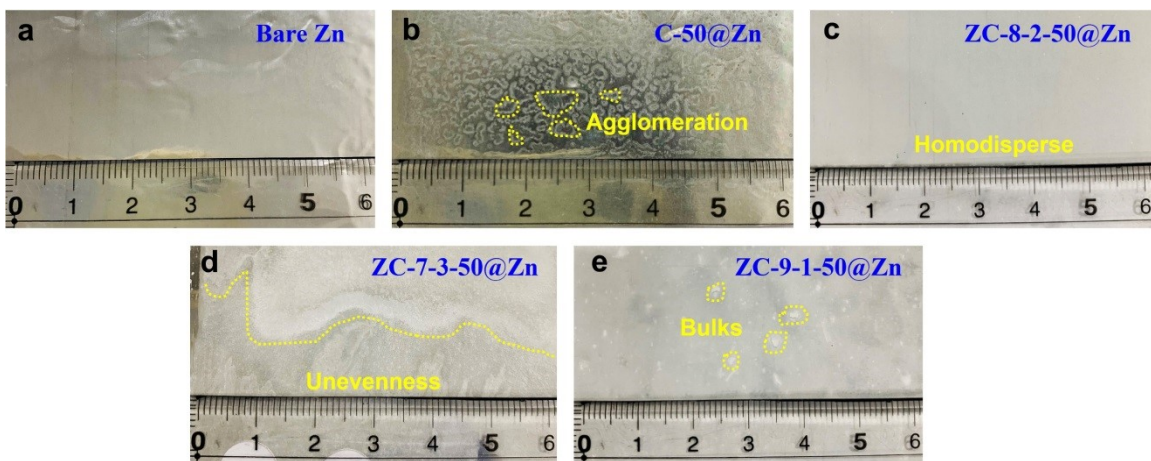 a
Bare Zn
0 1 2 3 4 5 6
b
C-50@Zn
Agglomeration
0 1 2 3 4 5 6
c
ZC-8-2-50@Zn
Homodisperse
0 1 2 3 4 5 6
d
ZC-7-3-50@Zn
Unevenness
0 1 2 3 4 5 6
e
ZC-9-1-50@Zn
Bulks
0 1 2 3 4 5 6